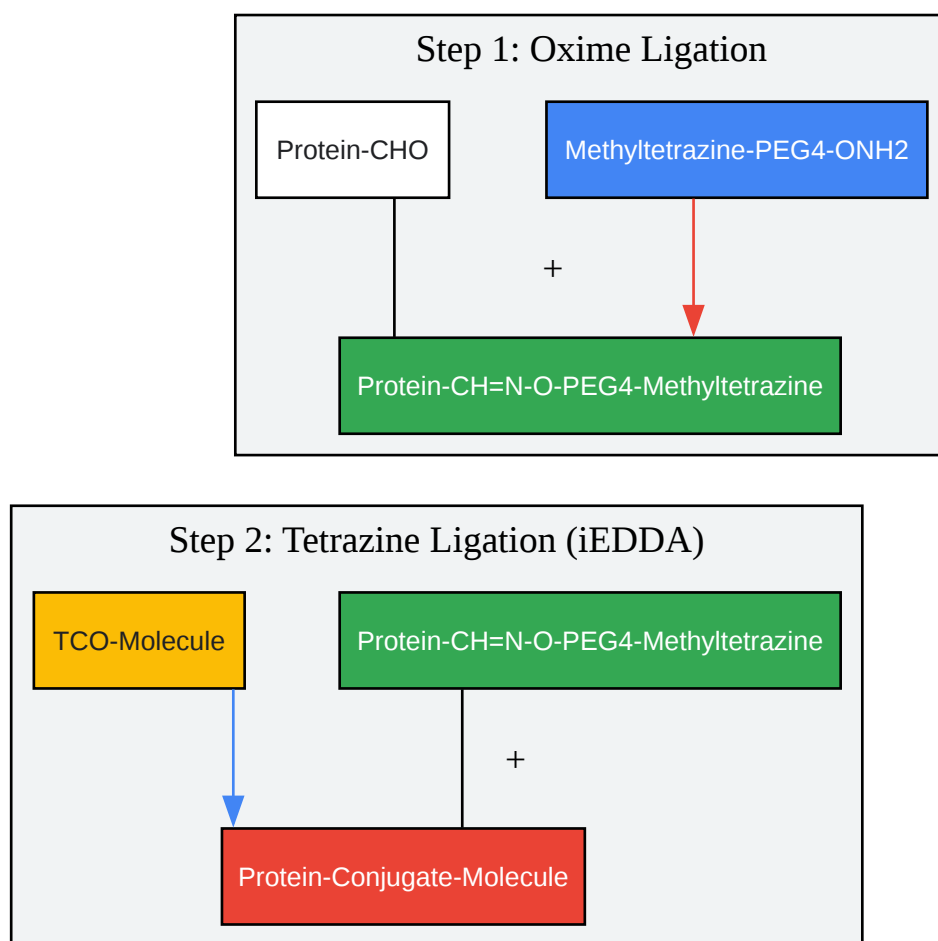 Step 1: Oxime Ligation
Protein-CHO
Methyltetrazine-PEG4-ONH2
+
Protein-CH=N-O-PEG4-Methyltetrazine
Step 2: Tetrazine Ligation (iEDDA)
TCO-Molecule
Protein-CH=N-O-PEG4-Methyltetrazine
+
Protein-Conjugate-Molecule